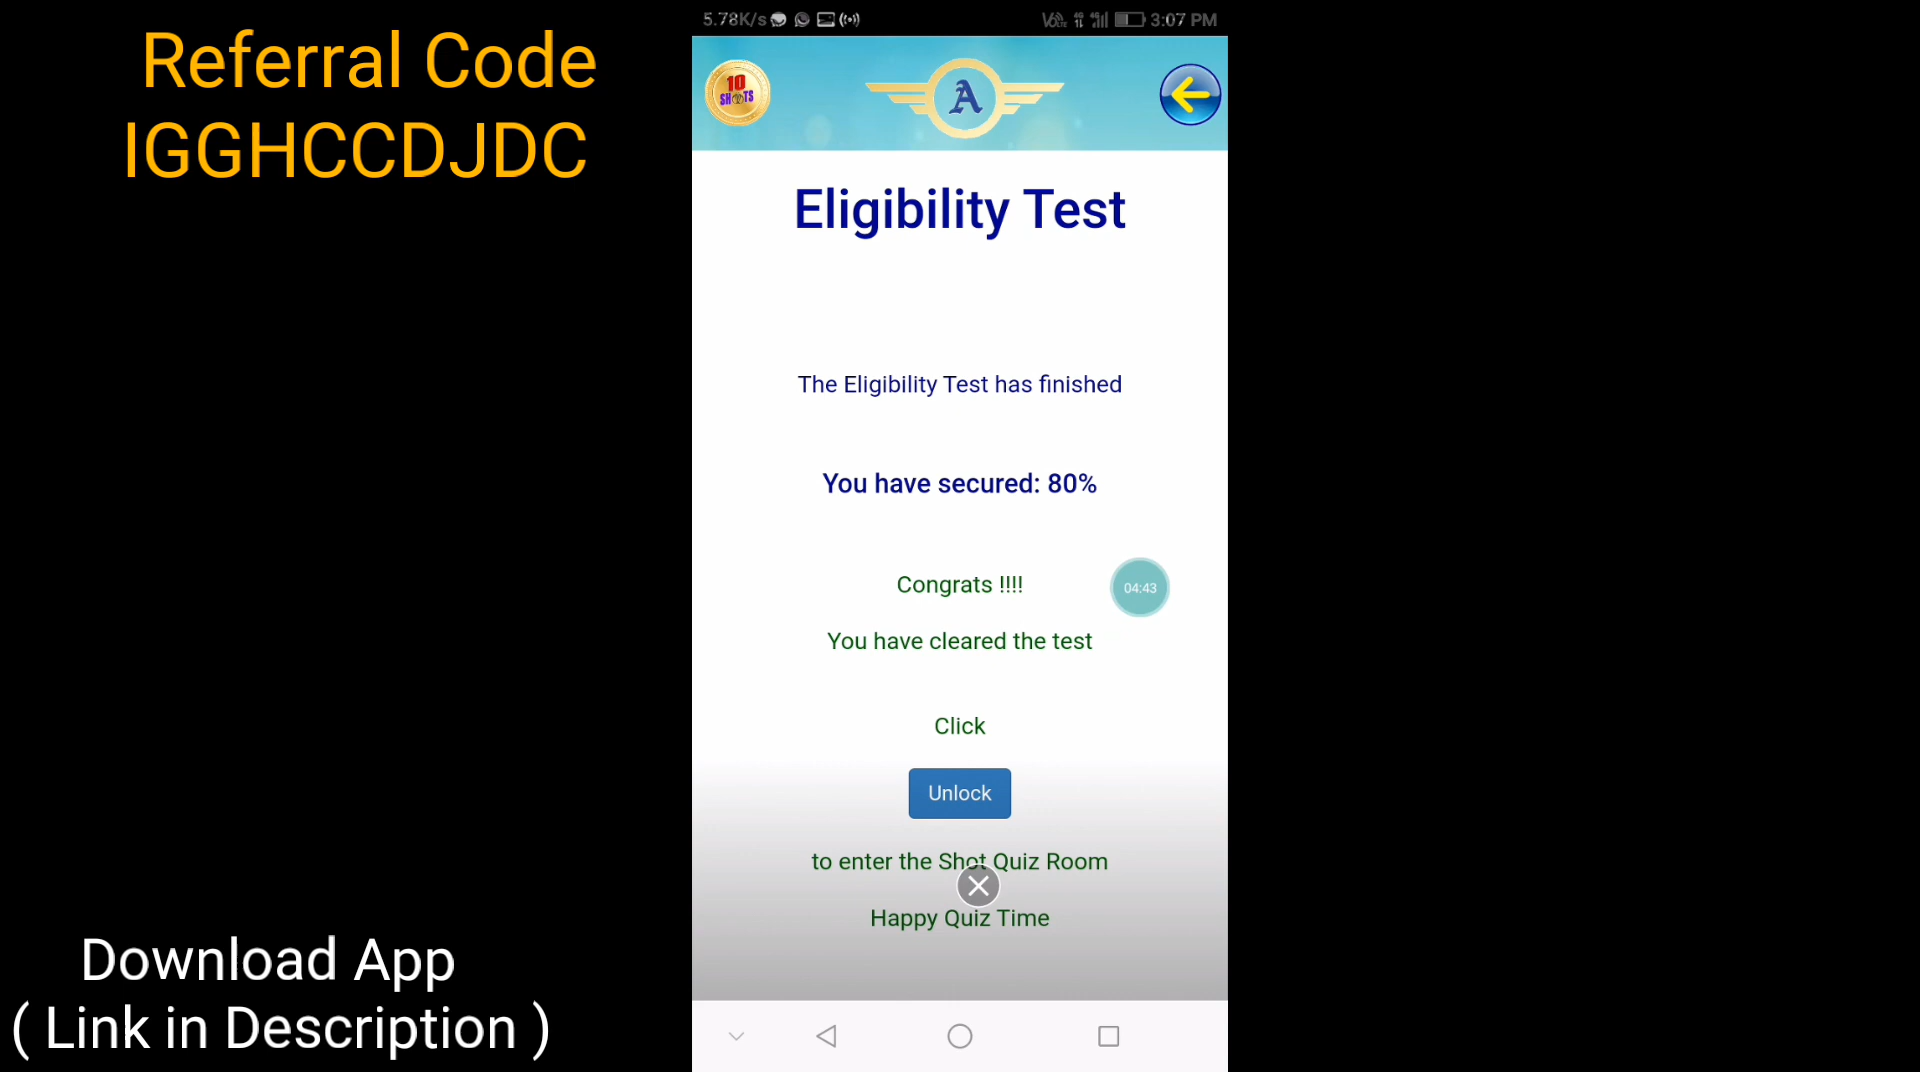 Referral Code
IGGHCCDJDC
5.78K/s
3:07 PM
10
SHOTS
A
Eligibility Test
The Eligibility Test has finished
You have secured: 80%
Congrats !!!!
04:43
You have cleared the test
Click
Unlock
to enter the Shot Quiz Room
Happy Quiz Time
Download App
( Link in Description )